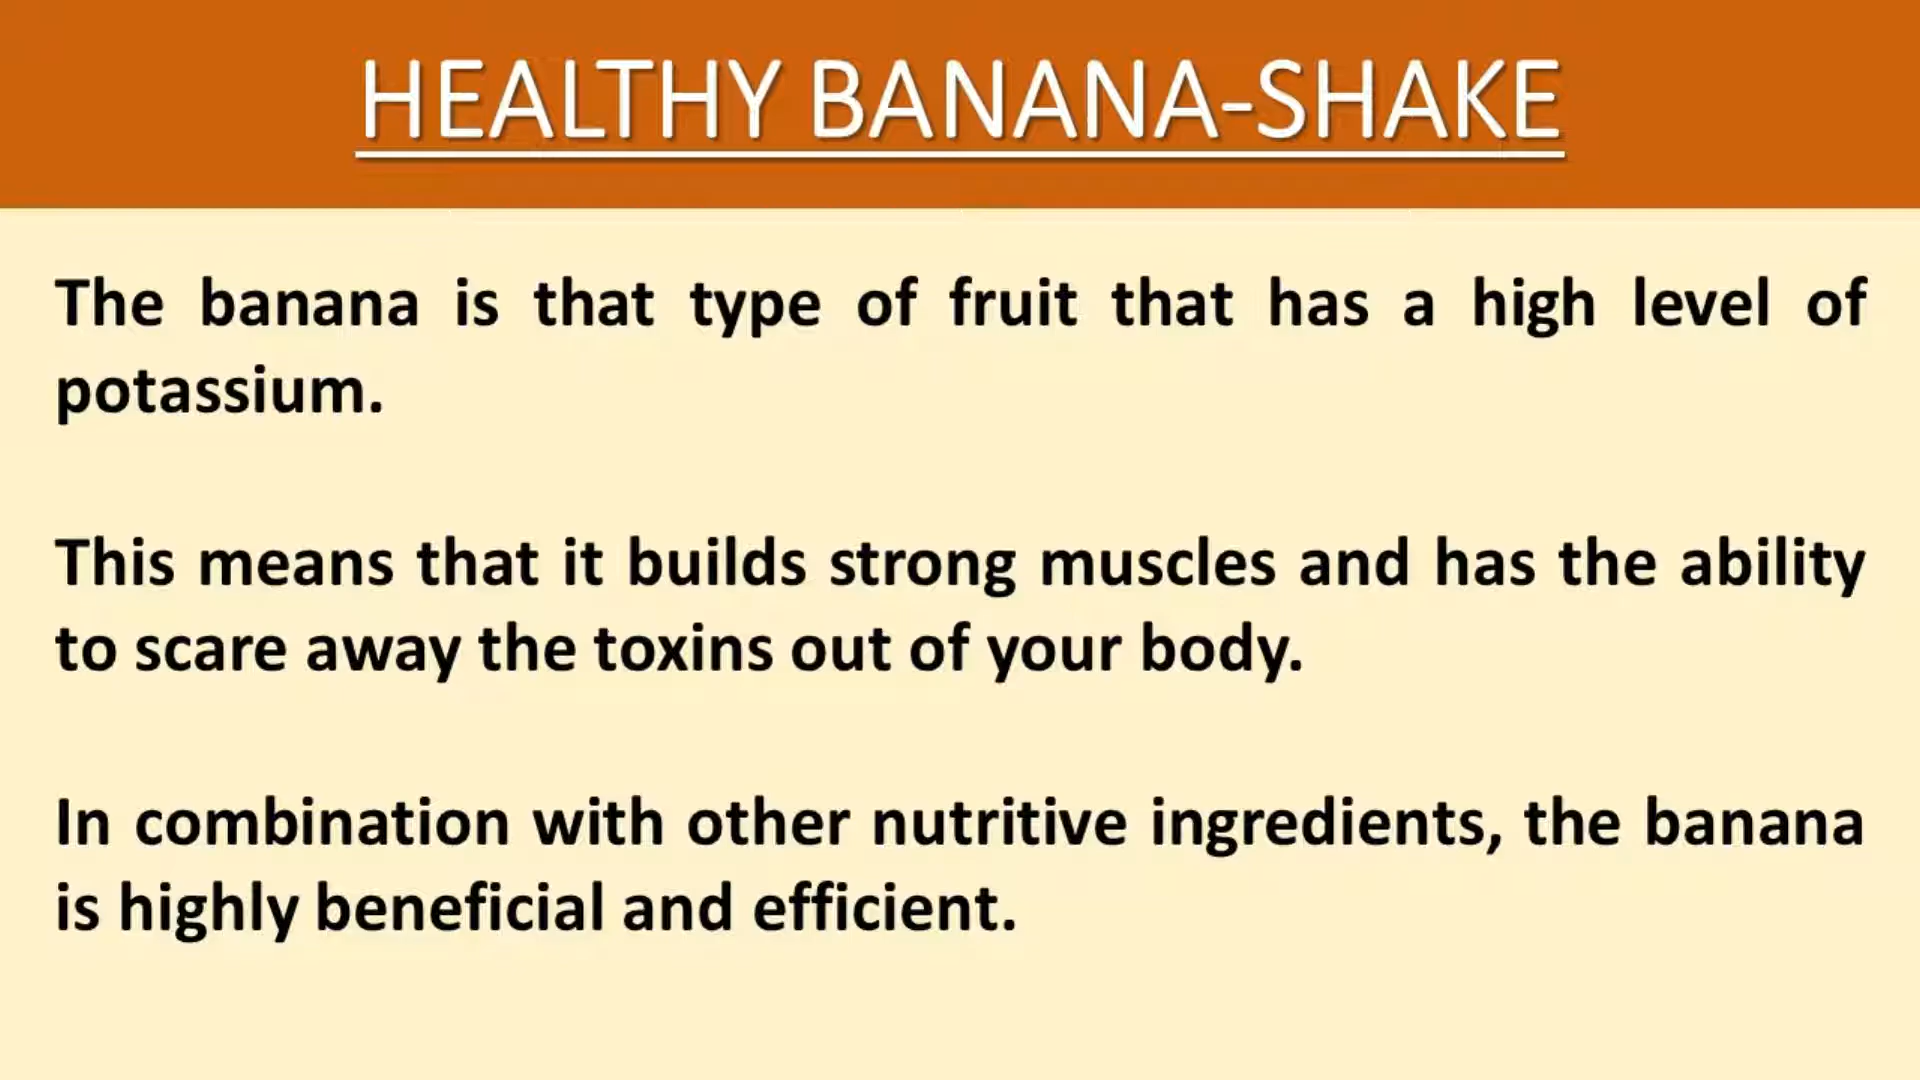 HEALTHY BANANA-SHAKE
The banana is that type of fruit that has a high level of
potassium.
This means that it builds strong muscles and has the ability
to scare away the toxins out of your body.
In combination with other nutritive ingredients, the banana
is highly beneficial and efficient.